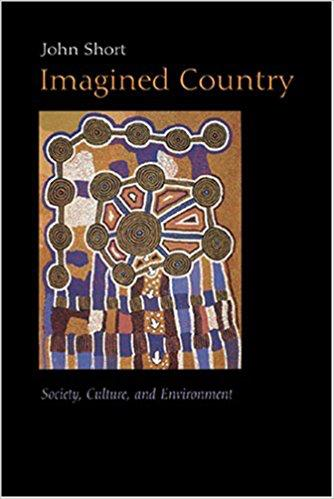 John Short
Imagined Country
Society, Culture, and Environment